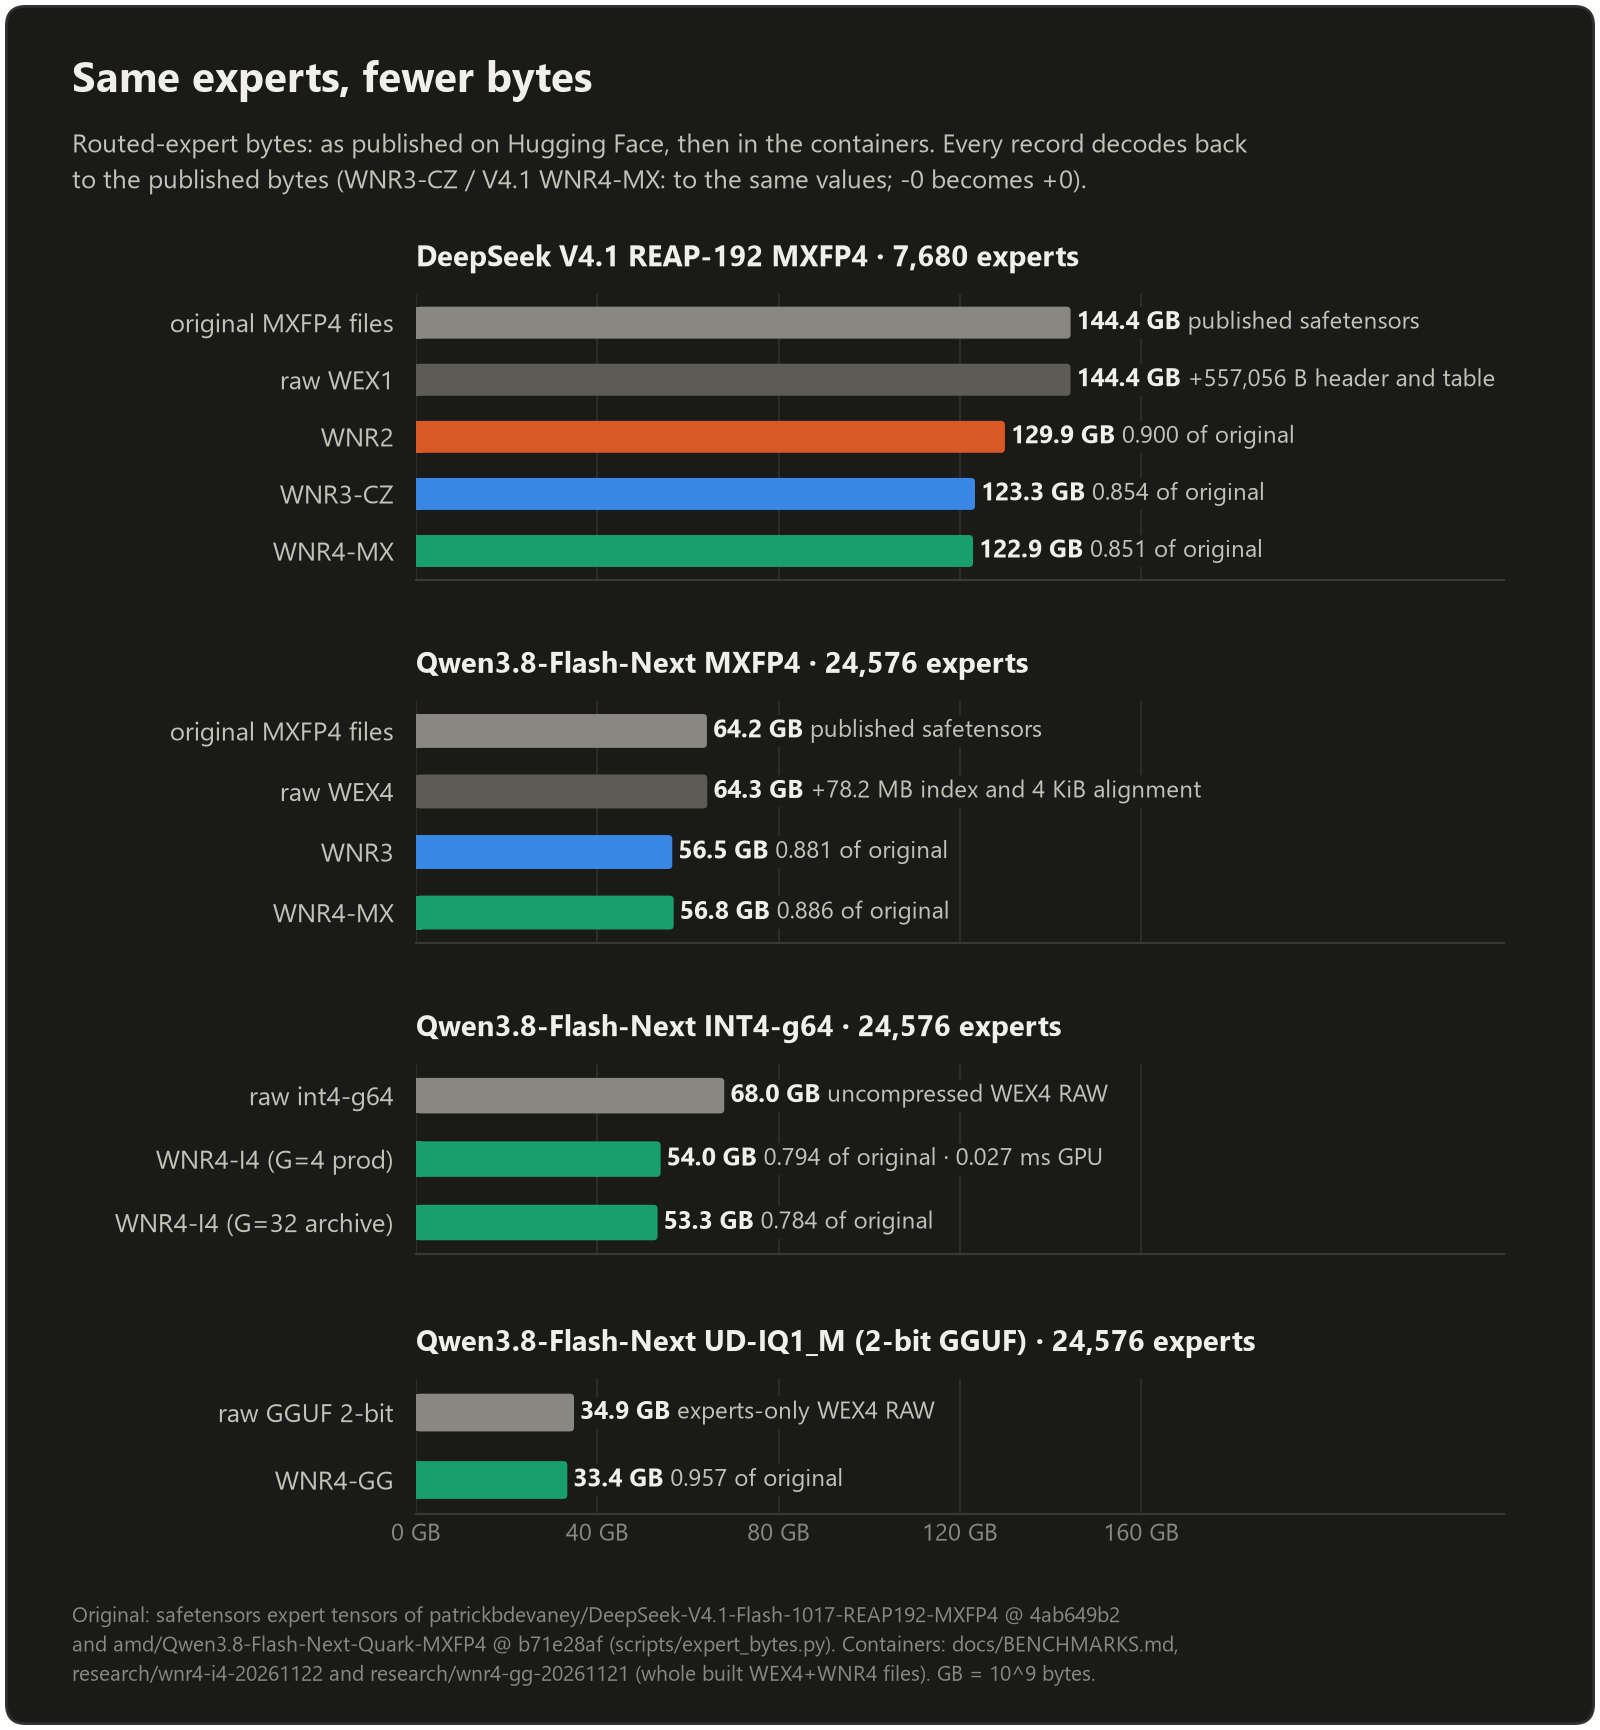 Same experts, fewer bytes
Routed-expert bytes: as published on Hugging Face, then in the containers. Every record decodes back
to the published bytes (WNR3-CZ / V4.1 WNR4-MX: to the same values; -0 becomes +0).
DeepSeek V4.1 REAP-192 MXFP4 · 7,680 experts
original MXFP4 files 144.4 GB published safetensors
raw WEX1 144.4 GB +557,056 B header and table
WNR2 129.9 GB 0.900 of original
WNR3-CZ 123.3 GB 0.854 of original
WNR4-MX 122.9 GB 0.851 of original
Qwen3.8-Flash-Next MXFP4 · 24,576 experts
original MXFP4 files 64.2 GB published safetensors
raw WEX4 64.3 GB +78.2 MB index and 4 KiB alignment
WNR3 56.5 GB 0.881 of original
WNR4-MX 56.8 GB 0.886 of original
Qwen3.8-Flash-Next INT4-g64 · 24,576 experts
raw int4-g64 68.0 GB uncompressed WEX4 RAW
WNR4-I4 (G=4 prod) 54.0 GB 0.794 of original · 0.027 ms GPU
WNR4-I4 (G=32 archive) 53.3 GB 0.784 of original
Qwen3.8-Flash-Next UD-IQ1_M (2-bit GGUF) · 24,576 experts
raw GGUF 2-bit 34.9 GB experts-only WEX4 RAW
WNR4-GG 33.4 GB 0.957 of original
0 GB 40 GB 80 GB 120 GB 160 GB
Original: safetensors expert tensors of patrickbdevaney/DeepSeek-V4.1-Flash-1017-REAP192-MXFP4 @ 4ab649b2
and amd/Qwen3.8-Flash-Next-Quark-MXFP4 @ b71e28af (scripts/expert_bytes.py). Containers: docs/BENCHMARKS.md,
research/wnr4-i4-20261122 and research/wnr4-gg-20261121 (whole built WEX4+WNR4 files). GB = 10^9 bytes.